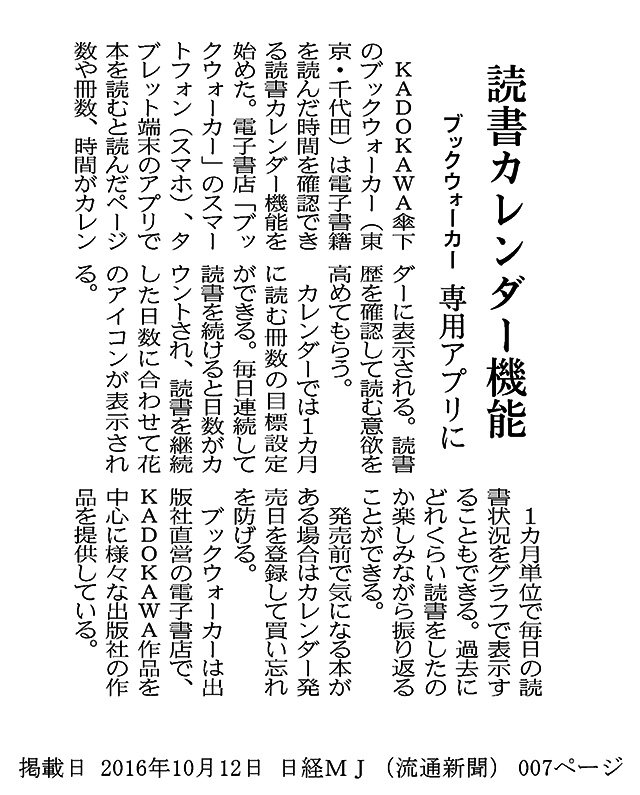 読書カレンダー機能
ブックウォーカー 専用アプリに
KADOKAWA傘下
のブックウォーカー（東
京・千代田）は電子書籍
を読んだ時間を確認でき
る読書カレンダー機能を
始めた。電子書店「ブッ
クウォーカー」のスマー
トフォン（スマホ）、タ
ブレット端末のアプリで
本を読むと読んだページ
数や冊数、時間がカレン
ダーに表示される。読書
歴を確認して読む意欲を
高めてもらう。
カレンダーでは1カ月
に読む冊数の目標設定
ができる。毎日連続して
読書を続けると日数がカ
ウントされ、読書を継続
した日数に合わせて花
のアイコンが表示され
る。
1カ月単位で毎日の読
書状況をグラフで表示す
ることもできる。過去に
どれくらい読書をしたの
か楽しみながら振り返る
ことができる。
発売前で気になる本が
ある場合はカレンダー発
売日を登録して買い忘れ
を防げる。
ブックウォーカーは出
版社直営の電子書店で、
KADOKAWA作品を
中心に様々な出版社の作
品を提供している。
掲載日 2016年10月12日 日経MJ （流通新聞） 007ページ